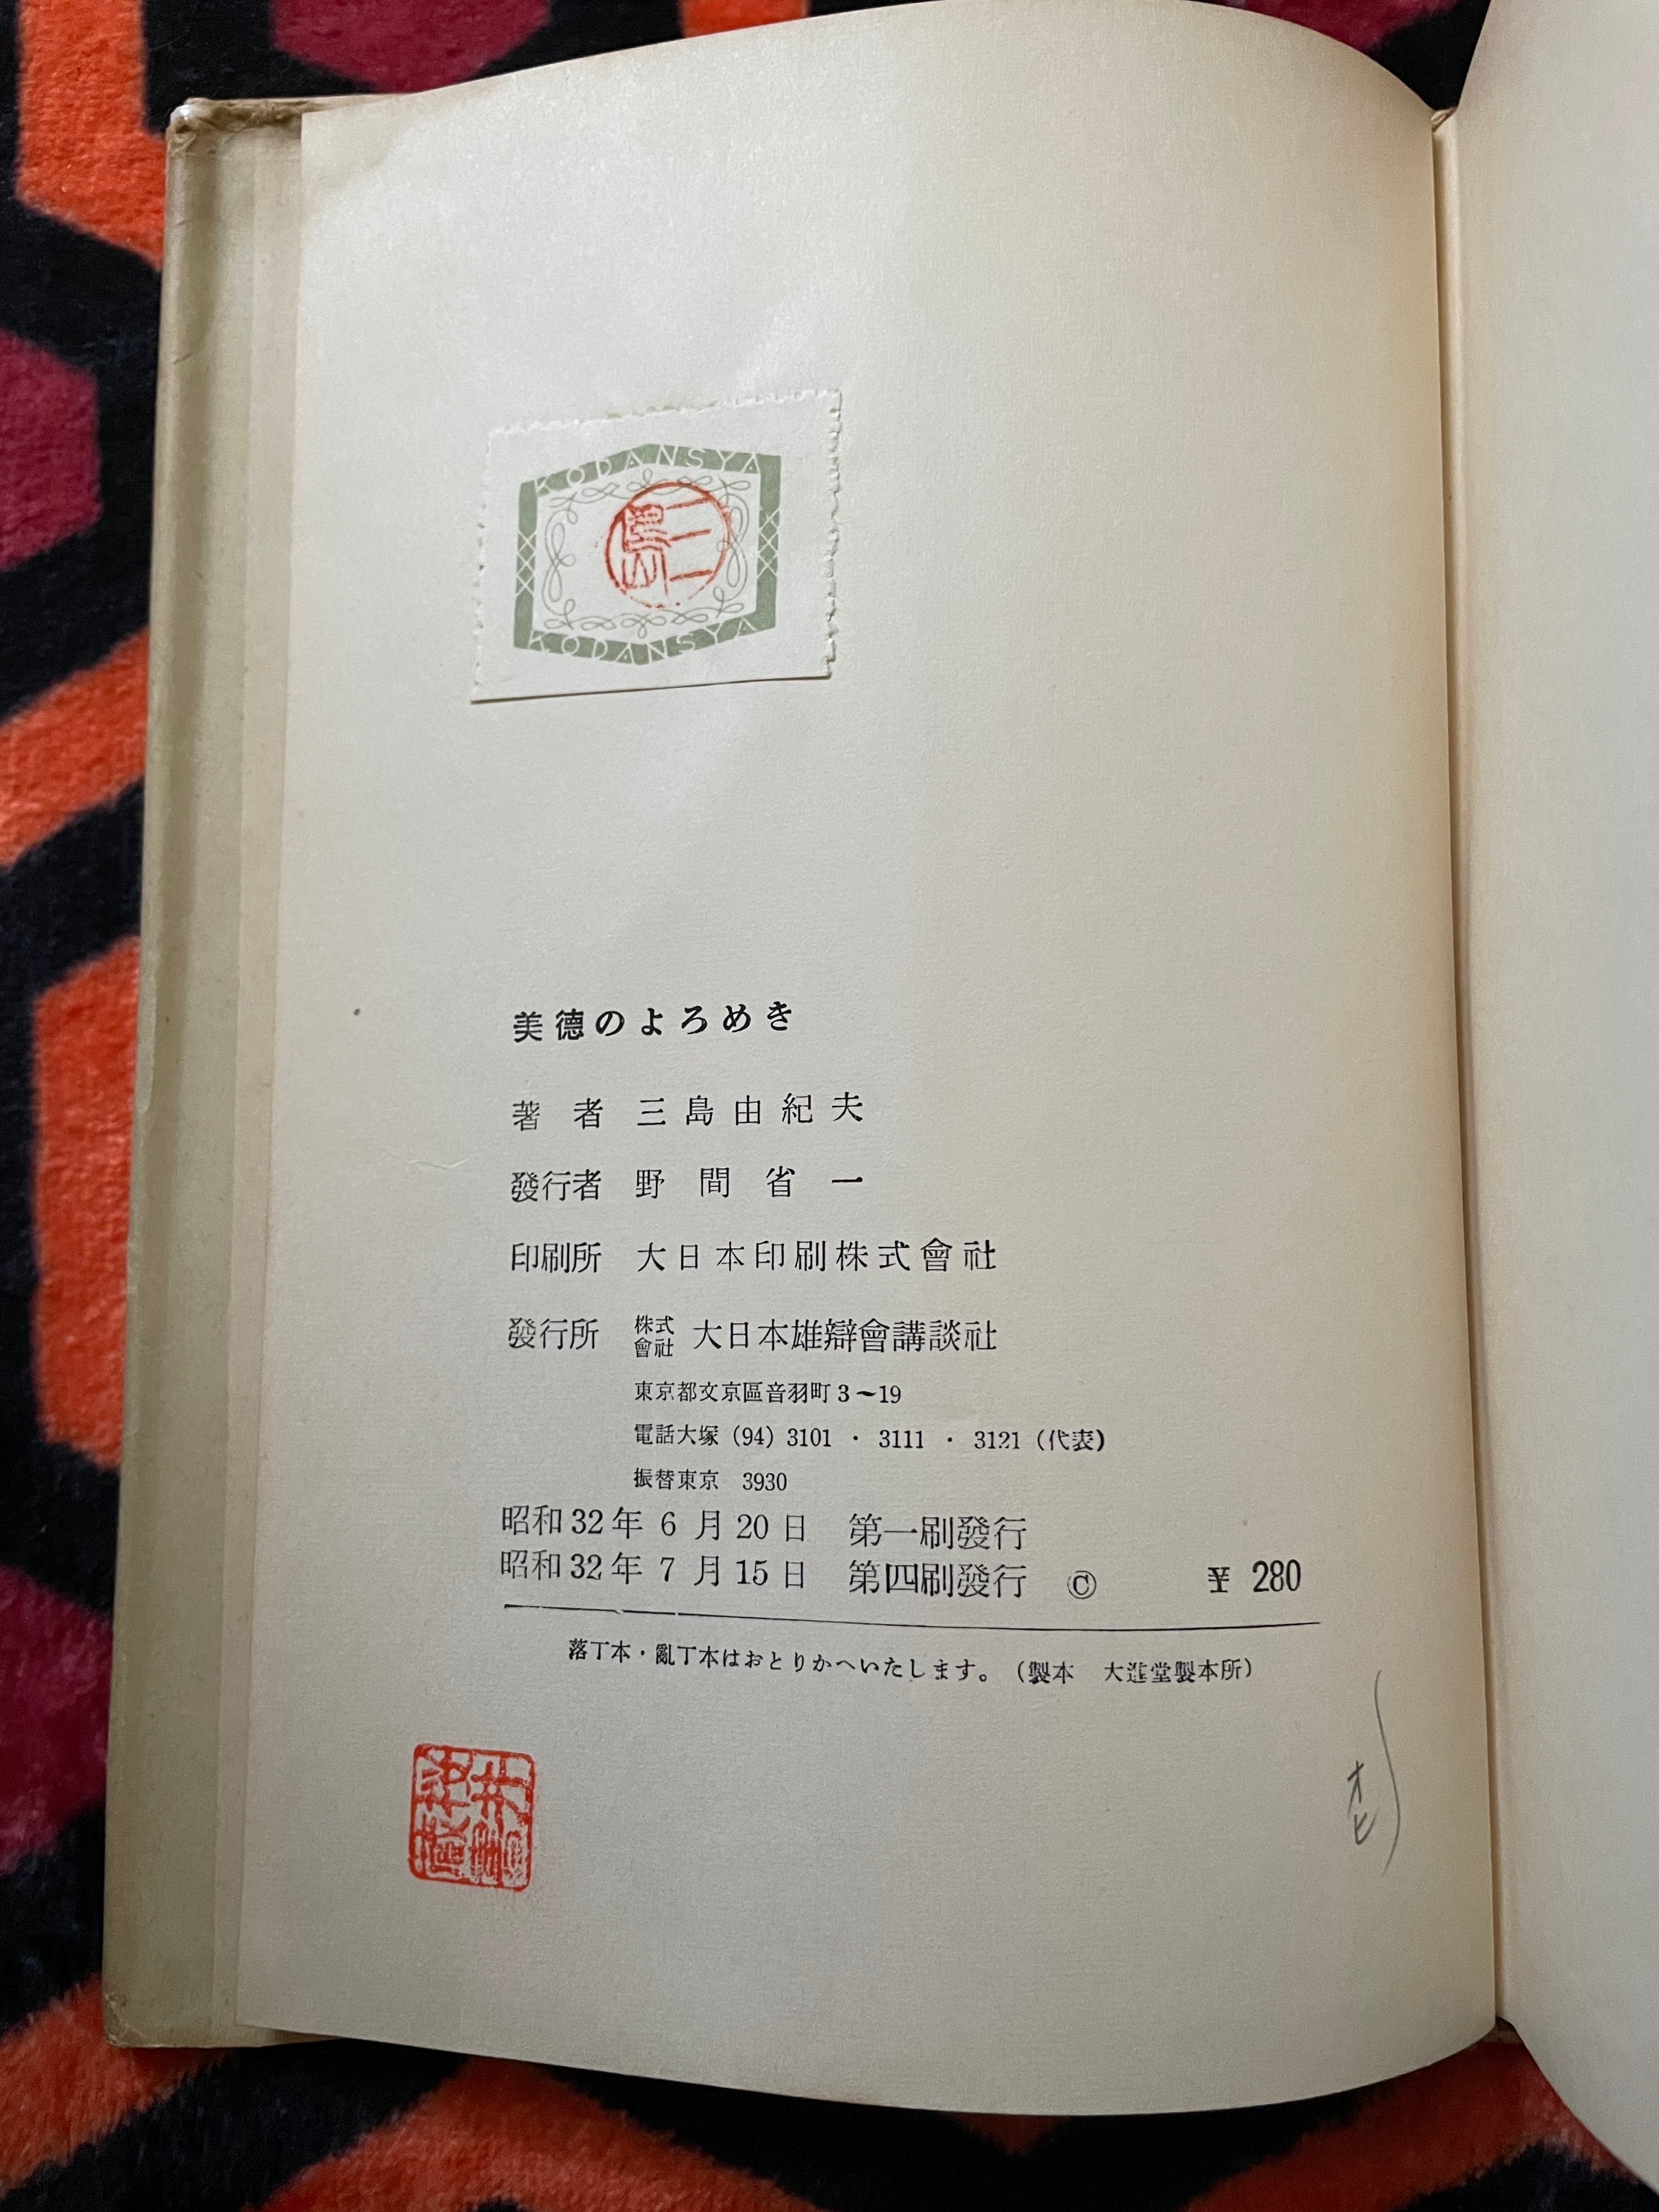 KODANSYA
三島
KODANSYA
美德のよろめき
著者 三島由紀夫
發行者 野間省一
印刷所 大日本印刷株式會社
發行所 株式會社 大日本雄辯會講談社
東京都文京區音羽町3〜19
電話大塚(94)3101・3111・3121(代表)
振替東京 3930
昭和32年6月20日 第一刷發行
昭和32年7月15日 第四刷發行 © ¥280
落丁本・亂丁本はおとりかへいたします。(製本 大進堂製本所)
オヒ